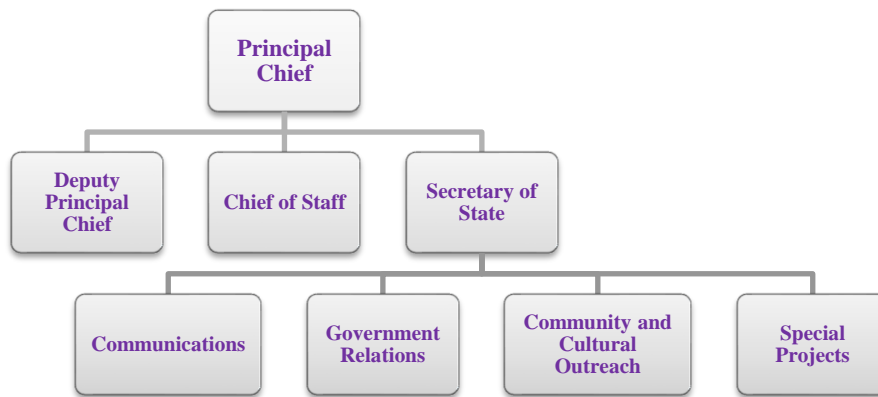 Principal
Chief
Deputy
Principal
Chief
Chief of Staff
Secretary of
State
Communications
Government
Relations
Community and
Cultural
Outreach
Special
Projects